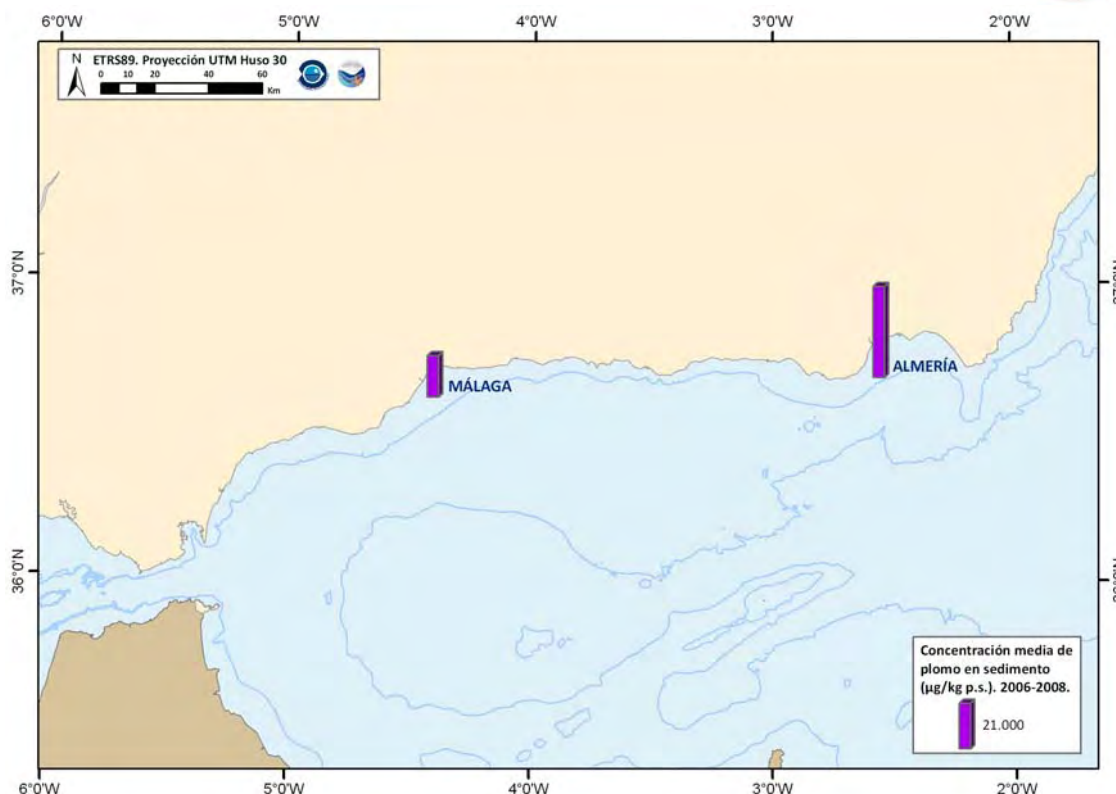 6°0'W 5°0'W 4°0'W 3°0'W 2°0'W
N
ETRS89. Proyección UTM Huso 30
0 10 20 40 60
Km
37°0'N
MÁLAGA
ALMERÍA
36°0'N
Concentración media de
plomo en sedimento
(µg/kg p.s.). 2006-2008.
21.000
6°0'W 5°0'W 4°0'W 3°0'W 2°0'W